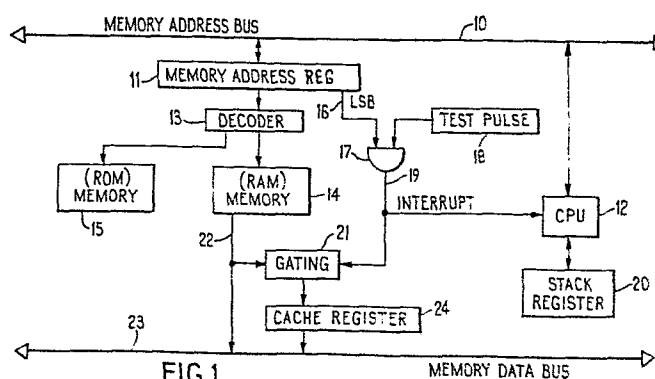 MEMORY ADDRESS BUS
10
11
MEMORY ADDRESS REG
16
LSB
13
DECODER
TEST PULSE
18
17
19
(ROM)
MEMORY
15
(RAM)
MEMORY
14
INTERRUPT
CPU
12
22
21
GATING
STACK
REGISTER
20
24
CACHE REGISTER
23
FIG.1
MEMORY DATA BUS